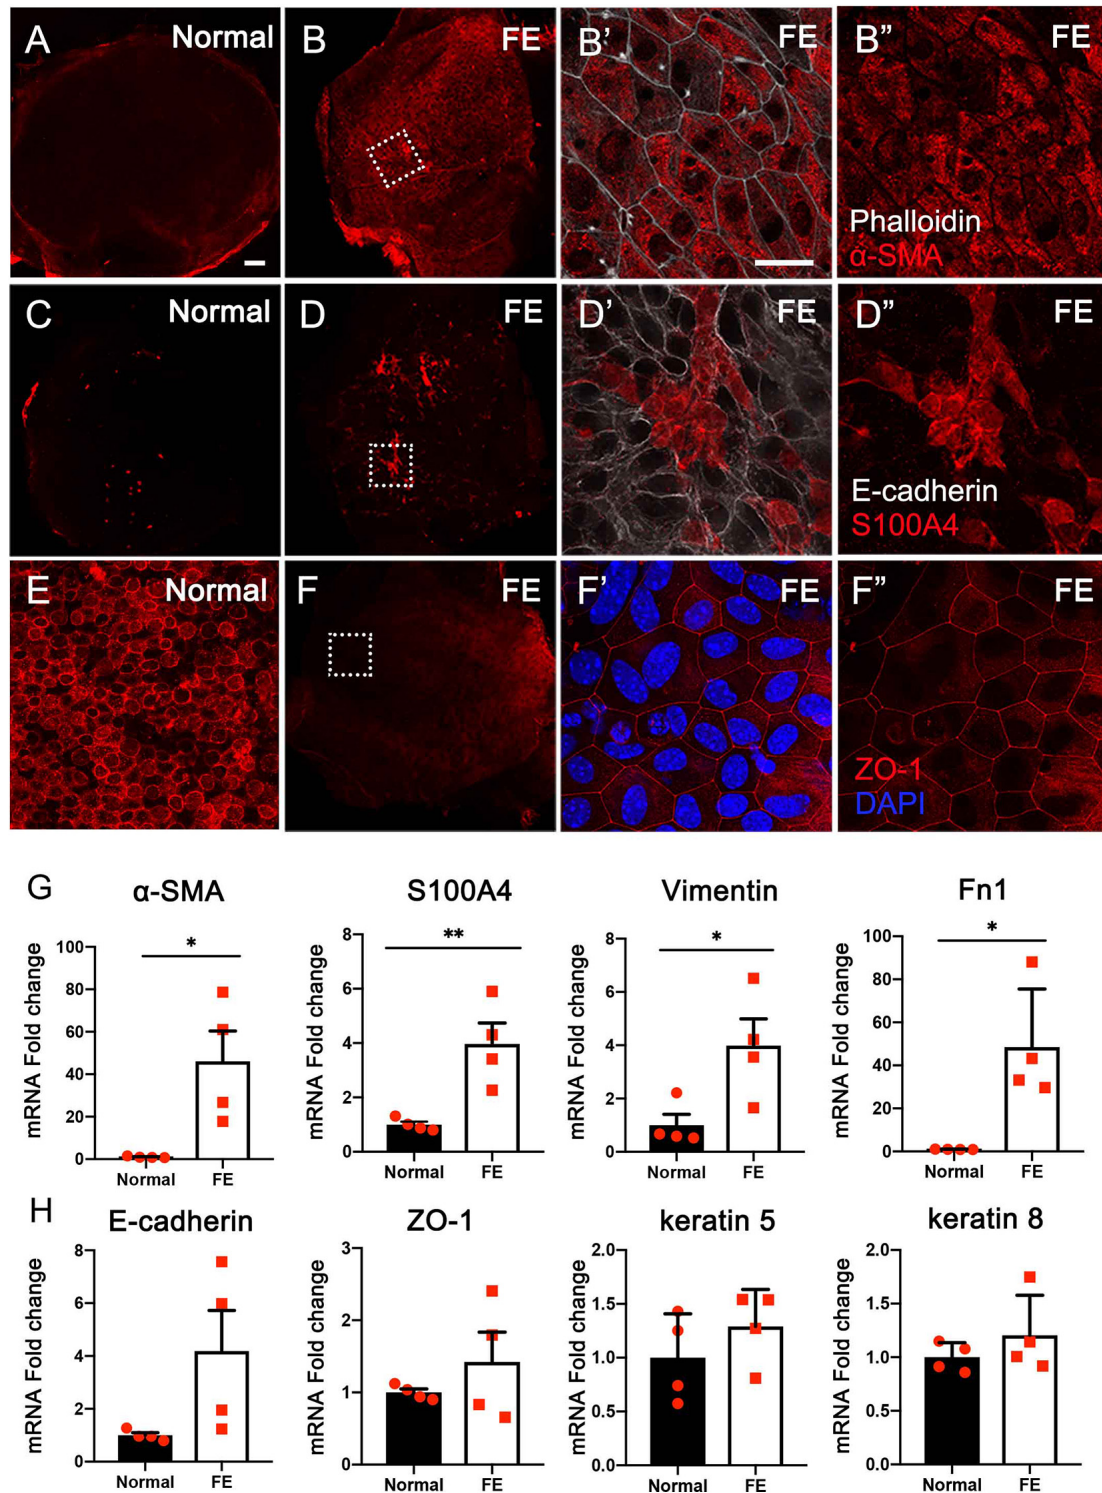 A Normal
B FE
B' FE
B" FE
Phalloidin
α-SMA
C Normal
D FE
D' FE
D" FE
E-cadherin
S100A4
E Normal
F FE
F' FE
F" FE
ZO-1
DAPI
G
α-SMA
*
mRNA Fold change
100
80
60
40
20
0
Normal FE
S100A4
**
mRNA Fold change
8
6
4
2
0
Normal FE
Vimentin
*
mRNA Fold change
8
6
4
2
0
Normal FE
Fn1
*
mRNA Fold change
100
80
60
40
20
0
Normal FE
H
E-cadherin
mRNA Fold change
8
6
4
2
0
Normal FE
ZO-1
mRNA Fold change
3
2
1
0
Normal FE
keratin 5
mRNA Fold change
2.0
1.5
1.0
0.5
0.0
Normal FE
keratin 8
mRNA Fold change
2.0
1.5
1.0
0.5
0.0
Normal FE